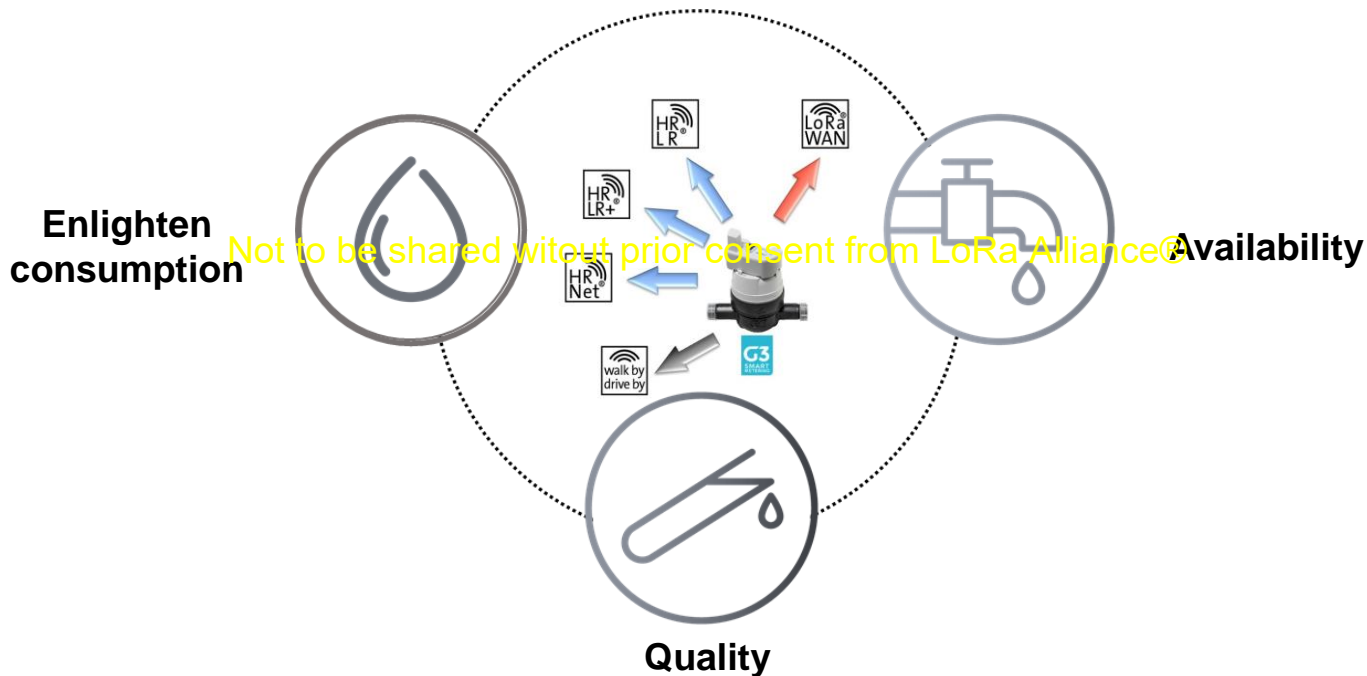 HR
LR®
LoRa®
WAN
HR
LR+®
Enlighten
consumption
Not to be shared witout prior consent from LoRa Alliance®
Availability
HR
Net®
G3
SMART
METERING
walk by
drive by
Quality